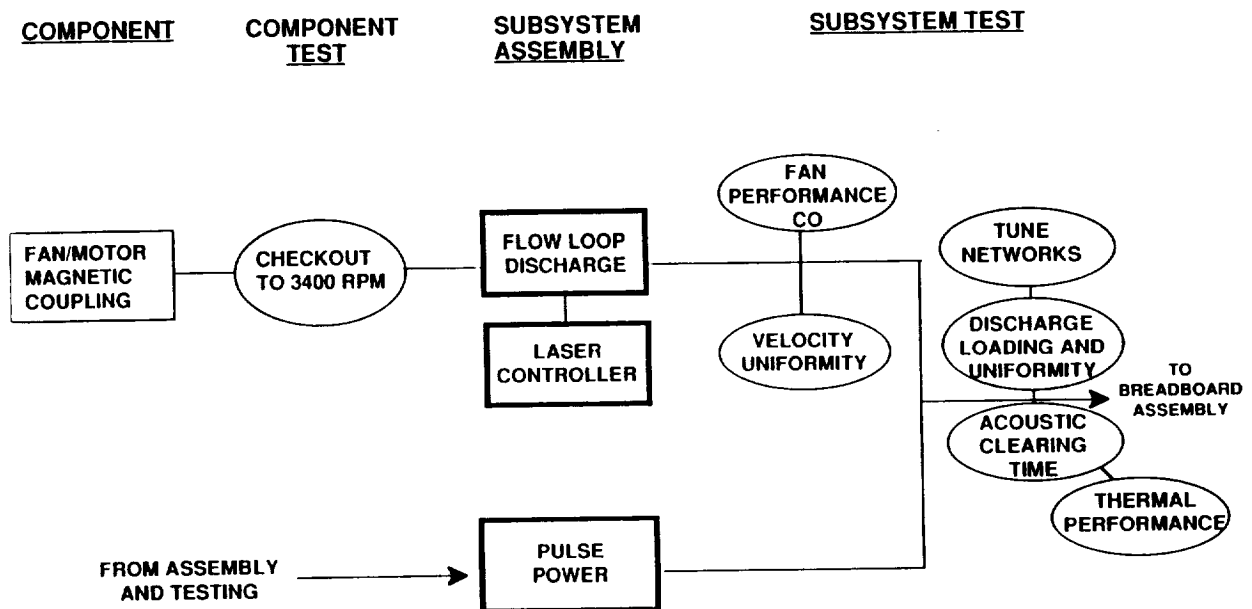 COMPONENT
COMPONENT
TEST
SUBSYSTEM
ASSEMBLY
SUBSYSTEM TEST
FAN/MOTOR
MAGNETIC
COUPLING
CHECKOUT
TO 3400 RPM
FLOW LOOP
DISCHARGE
LASER
CONTROLLER
FAN
PERFORMANCE
CO
VELOCITY
UNIFORMITY
TUNE
NETWORKS
DISCHARGE
LOADING AND
UNIFORMITY
ACOUSTIC
CLEARING
TIME
THERMAL
PERFORMANCE
TO
BREADBOARD
ASSEMBLY
FROM ASSEMBLY
AND TESTING
PULSE
POWER